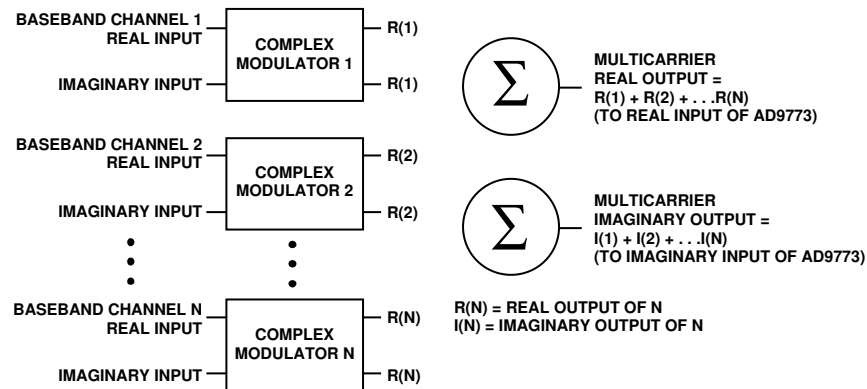 BASEBAND CHANNEL 1
REAL INPUT
IMAGINARY INPUT
COMPLEX
MODULATOR 1
R(1)
R(1)
BASEBAND CHANNEL 2
REAL INPUT
IMAGINARY INPUT
COMPLEX
MODULATOR 2
R(2)
R(2)
BASEBAND CHANNEL N
REAL INPUT
IMAGINARY INPUT
COMPLEX
MODULATOR N
R(N)
R(N)
Σ
MULTICARRIER
REAL OUTPUT =
R(1) + R(2) + . . .R(N)
(TO REAL INPUT OF AD9773)
Σ
MULTICARRIER
IMAGINARY OUTPUT =
I(1) + I(2) + . . .I(N)
(TO IMAGINARY INPUT OF AD9773)
R(N) = REAL OUTPUT OF N
I(N) = IMAGINARY OUTPUT OF N